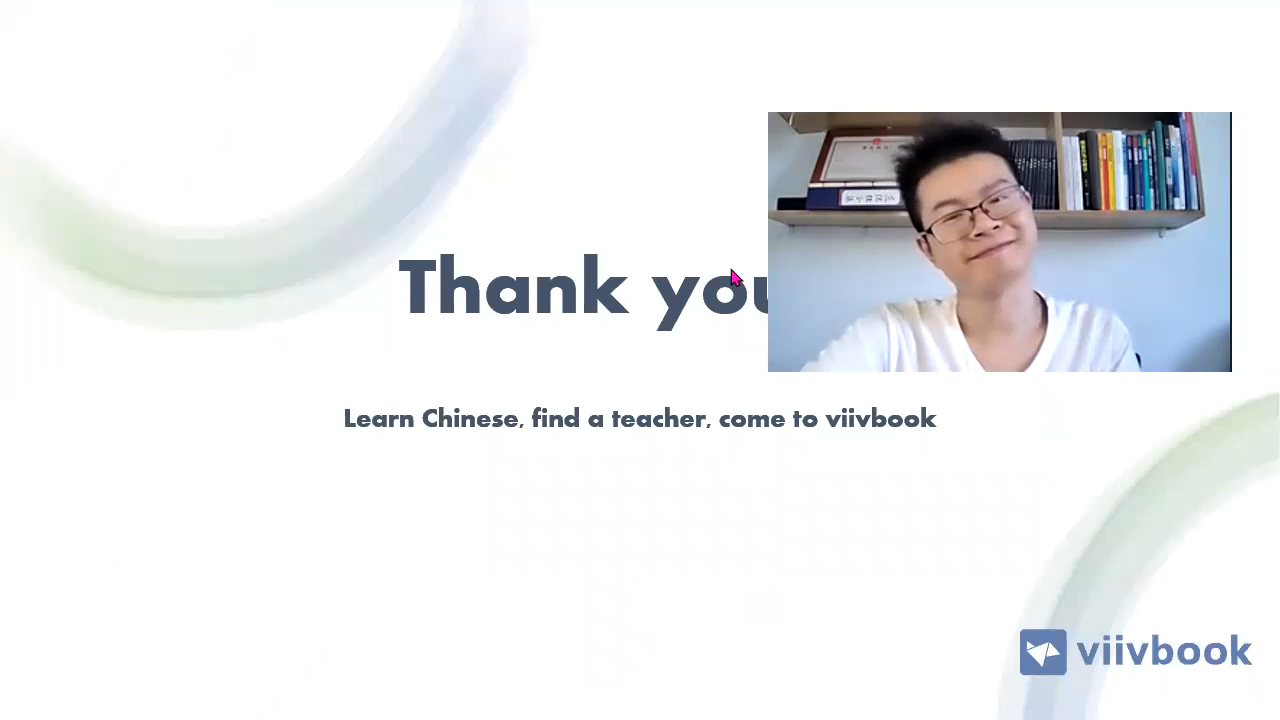 Thank you
Learn Chinese, find a teacher, come to viivbook
viivbook